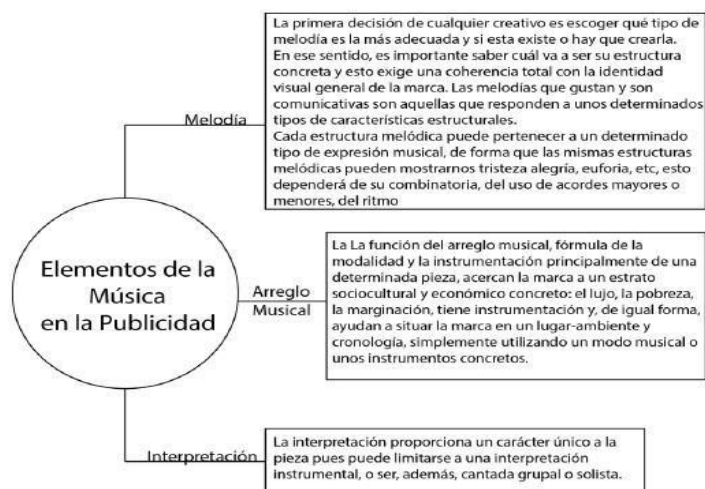 La primera decisión de cualquier creativo es escoger qué tipo de
melodía es la más adecuada y si esta existe o hay que crearla.
En ese sentido, es importante saber cuál va a ser su estructura
concreta y esto exige una coherencia total con la identidad
visual general de la marca. Las melodías que gustan y son
comunicativas son aquellas que responden a unos determinados
tipos de características estructurales.
Cada estructura melódica puede pertenecer a un determinado
tipo de expresión musical, de forma que las mismas estructuras
melódicas pueden mostrarnos tristeza alegría, euforia, etc, esto
dependerá de su combinatoria, del uso de acordes mayores o
menores, del ritmo
Melodía
Elementos de la
Música
en la Publicidad
Arreglo
Musical
La La función del arreglo musical, fórmula de la
modalidad y la instrumentación principalmente de una
determinada pieza, acercan la marca a un estrato
sociocultural y económico concreto: el lujo, la pobreza,
la marginación, tiene instrumentación y, de igual forma,
ayudan a situar la marca en un lugar-ambiente y
cronología, simplemente utilizando un modo musical o
unos instrumentos concretos.
Interpretación
La interpretación proporciona un carácter único a la
pieza pues puede limitarse a una interpretación
instrumental, o ser, además, cantada grupal o solista.